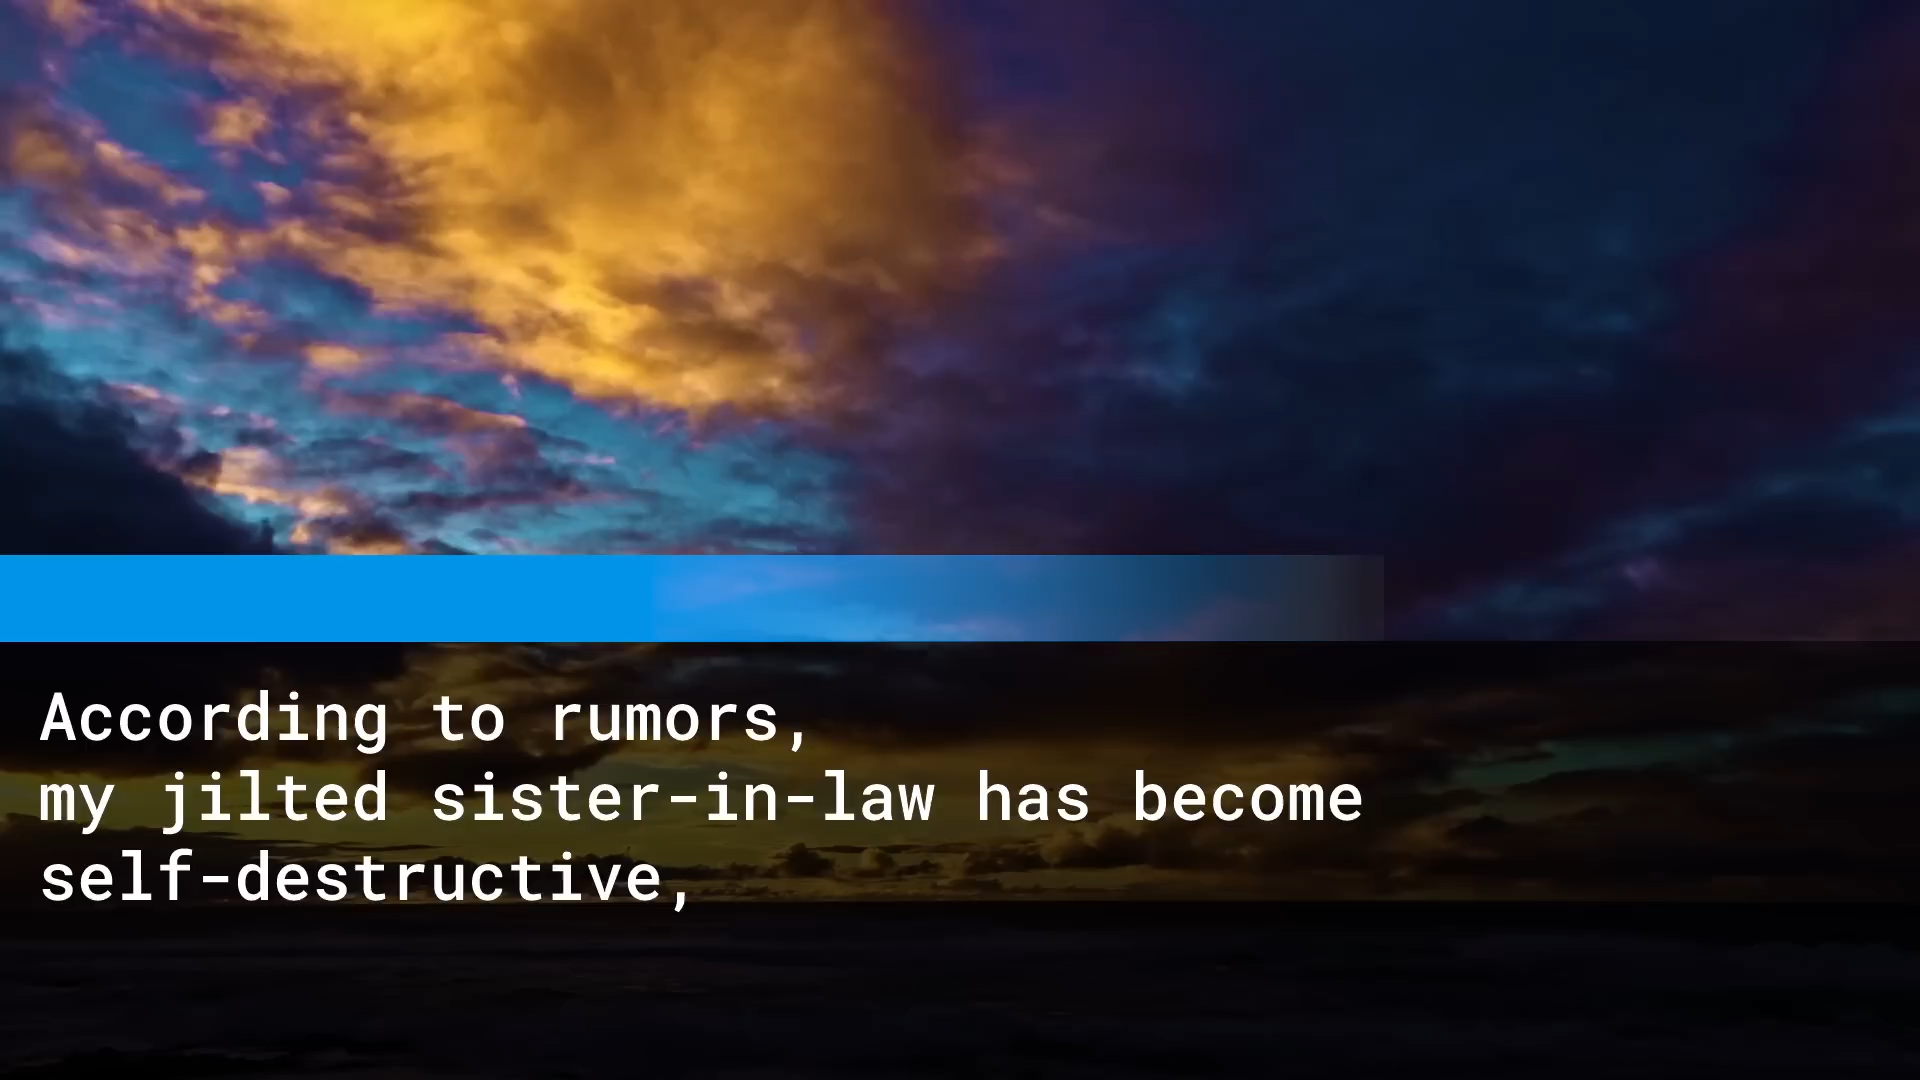 According to rumors,
my jilted sister-in-law has become
self-destructive,